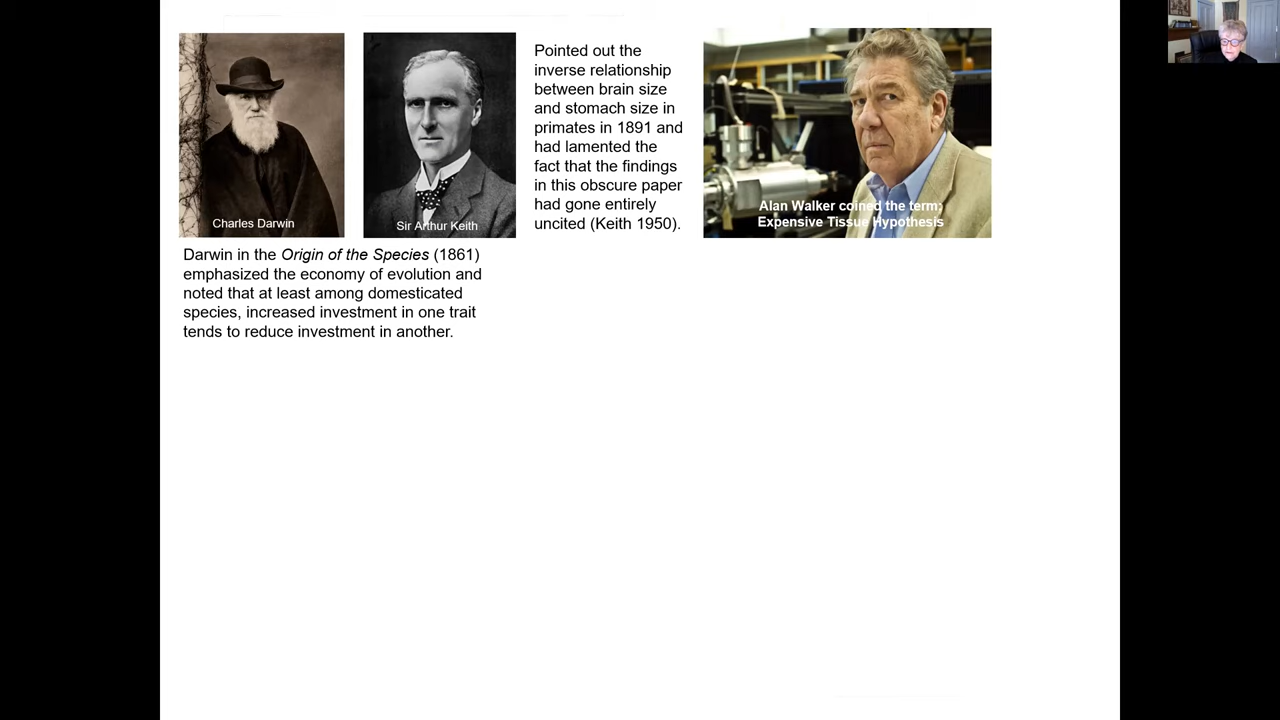 Charles Darwin
Sir Arthur Keith
Pointed out the
inverse relationship
between brain size
and stomach size in
primates in 1891 and
had lamented the
fact that the findings
in this obscure paper
had gone entirely
uncited (Keith 1950).
Alan Walker coined the term;
Expensive Tissue Hypothesis
Darwin in the Origin of the Species (1861)
emphasized the economy of evolution and
noted that at least among domesticated
species, increased investment in one trait
tends to reduce investment in another.